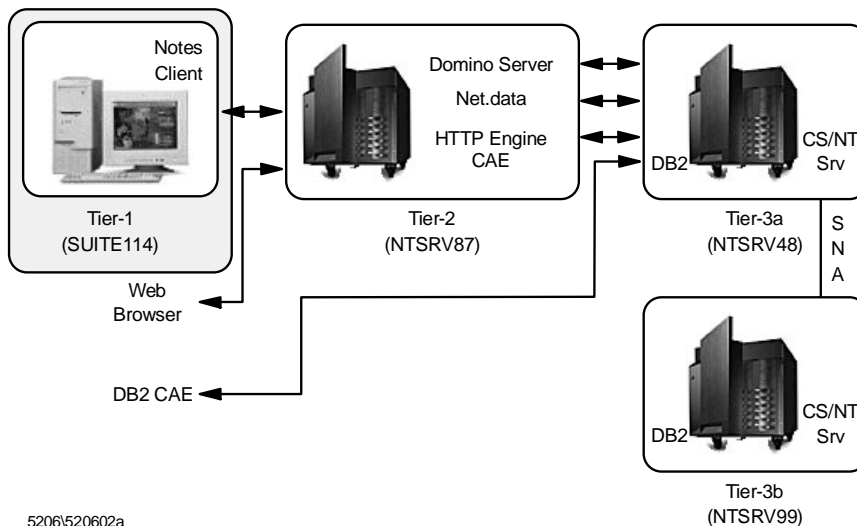 Notes
Client
Tier-1
(SUITE114)
Domino Server
Net.data
HTTP Engine
CAE
Tier-2
(NTSRV87)
DB2
CS/NT
Srv
Tier-3a
(NTSRV48)
S
N
A
Web
Browser
DB2 CAE
DB2
CS/NT
Srv
Tier-3b
(NTSRV99)
5206\520602a